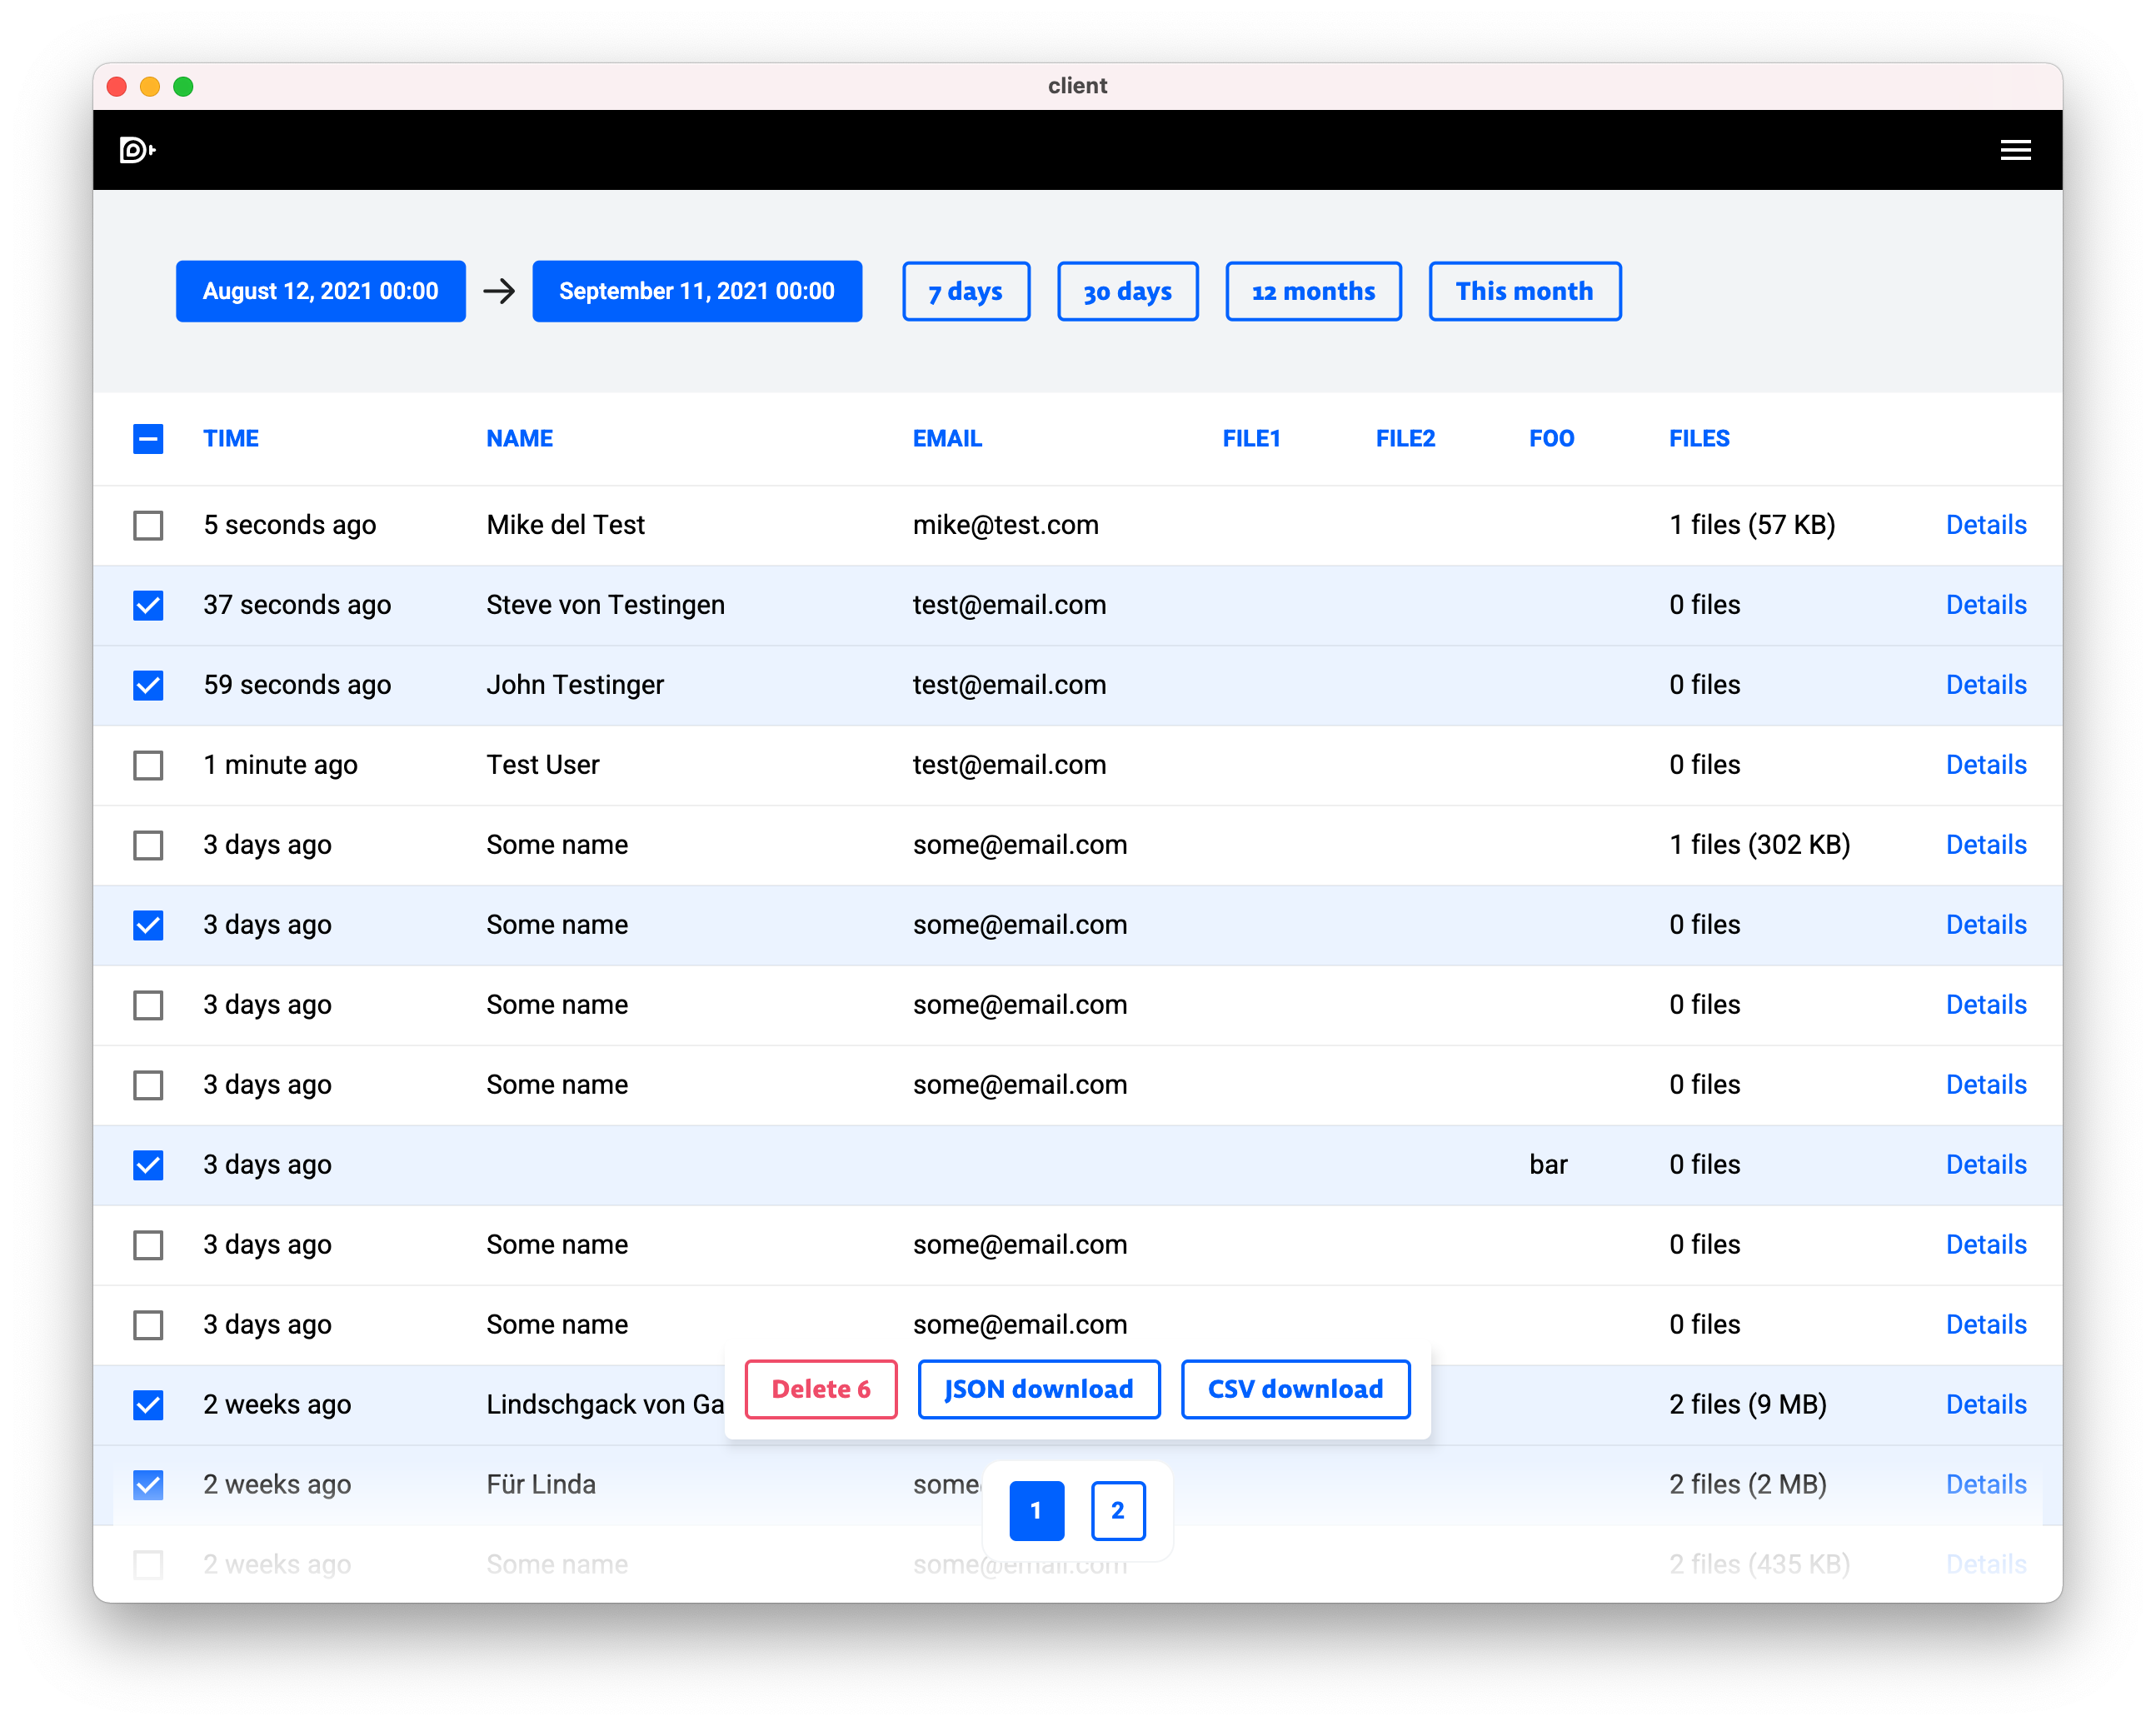 client
August 12, 2021 00:00 → September 11, 2021 00:00 7 days 30 days 12 months This month
TIME NAME EMAIL FILE1 FILE2 FOO FILES
5 seconds ago Mike del Test mike@test.com 1 files (57 KB) Details
37 seconds ago Steve von Testingen test@email.com 0 files Details
59 seconds ago John Testinger test@email.com 0 files Details
1 minute ago Test User test@email.com 0 files Details
3 days ago Some name some@email.com 1 files (302 KB) Details
3 days ago Some name some@email.com 0 files Details
3 days ago Some name some@email.com 0 files Details
3 days ago Some name some@email.com 0 files Details
3 days ago bar 0 files Details
3 days ago Some name some@email.com 0 files Details
3 days ago Some name some@email.com 0 files Details
Delete 6 JSON download CSV download
2 weeks ago Lindschgack von Ga 2 files (9 MB) Details
2 weeks ago Für Linda some 2 files (2 MB) Details
1 2
2 weeks ago Some name some@email.com 2 files (435 KB) Details